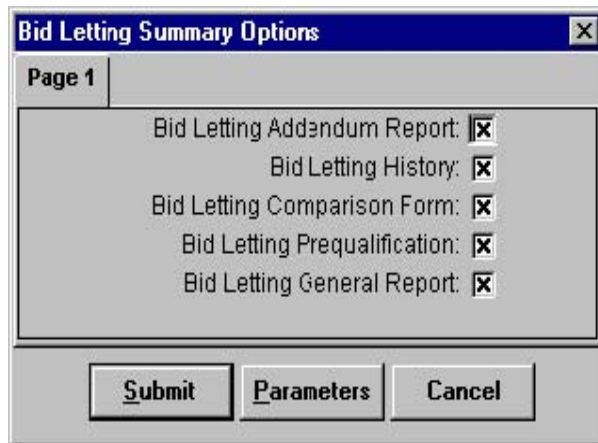 Bid Letting Summary Options
Page 1
Bid Letting Addendum Report:
Bid Letting History:
Bid Letting Comparison Form:
Bid Letting Prequalification:
Bid Letting General Report:
Submit Parameters Cancel